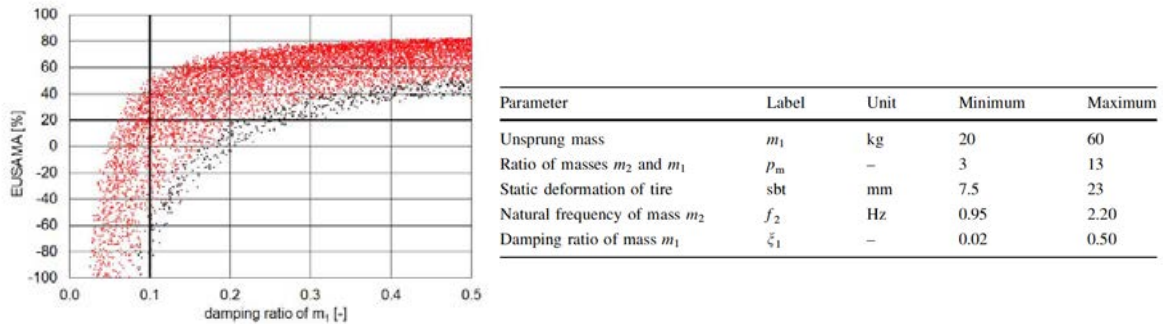 100
80
60
40
20
0
-20
-40
-60
-80
-100
EUSAMA [%]
0.0 0.1 0.2 0.3 0.4 0.5
damping ratio of m1 [-]
Parameter Label Unit Minimum Maximum
Unsprung mass m1 kg 20 60
Ratio of masses m2 and m1 pm – 3 13
Static deformation of tire sbt mm 7.5 23
Natural frequency of mass m2 f2 Hz 0.95 2.20
Damping ratio of mass m1 ξ1 – 0.02 0.50